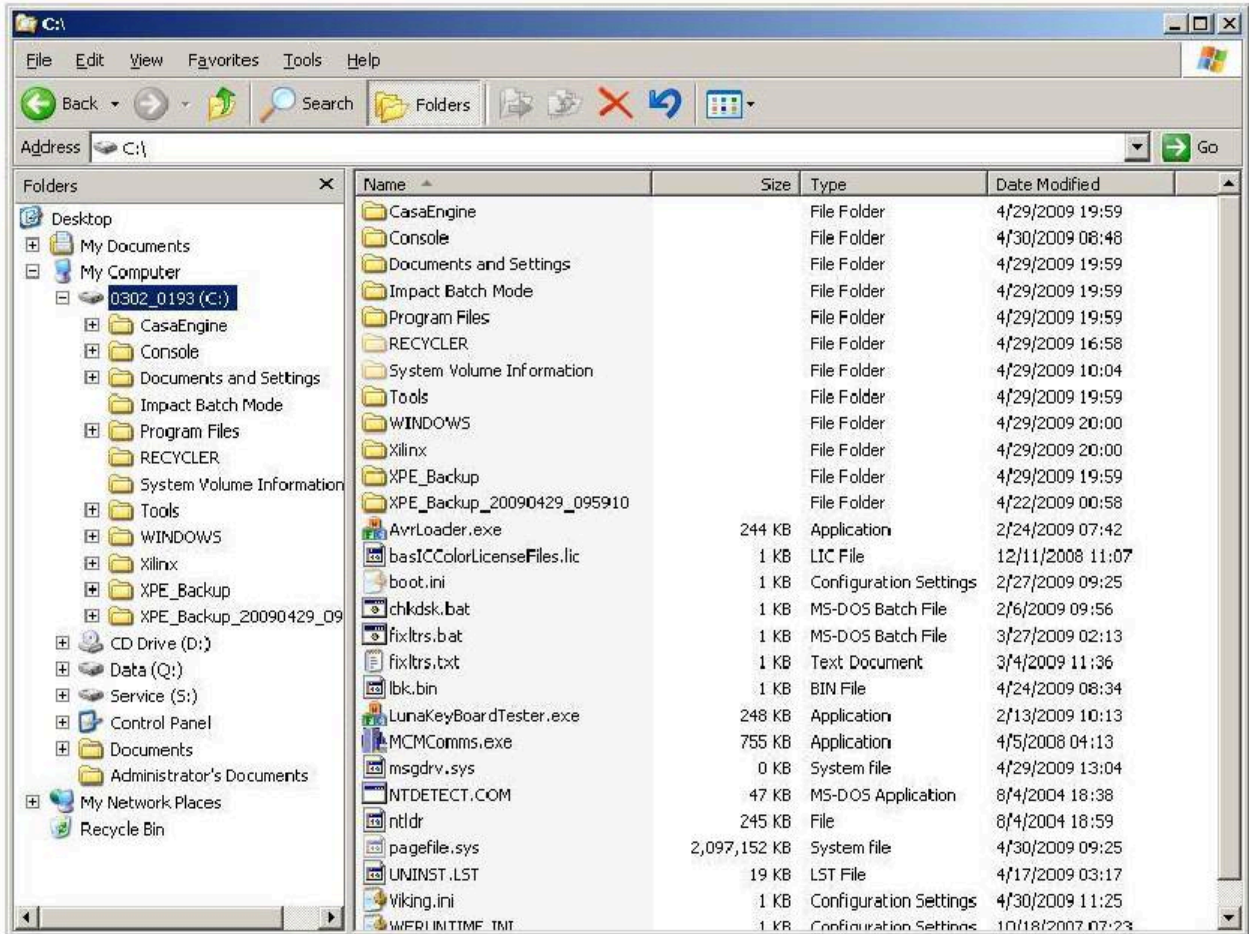 C:\
File Edit View Favorites Tools Help
Back Search Folders
Address C:\ Go
Folders
Desktop
My Documents
My Computer
0302_0193 (C:)
CasaEngine
Console
Documents and Settings
Impact Batch Mode
Program Files
RECYCLER
System Volume Information
Tools
WINDOWS
Xilinx
XPE_Backup
XPE_Backup_20090429_09
CD Drive (D:)
Data (Q:)
Service (S:)
Control Panel
Documents
Administrator's Documents
My Network Places
Recycle Bin
Name Size Type Date Modified
CasaEngine File Folder 4/29/2009 19:59
Console File Folder 4/30/2009 08:48
Documents and Settings File Folder 4/29/2009 19:59
Impact Batch Mode File Folder 4/29/2009 19:59
Program Files File Folder 4/29/2009 19:59
RECYCLER File Folder 4/29/2009 16:58
System Volume Information File Folder 4/29/2009 10:04
Tools File Folder 4/29/2009 19:59
WINDOWS File Folder 4/29/2009 20:00
Xilinx File Folder 4/29/2009 20:00
XPE_Backup File Folder 4/29/2009 19:59
XPE_Backup_20090429_095910 File Folder 4/22/2009 00:58
AvrLoader.exe 244 KB Application 2/24/2009 07:42
basICColorLicenseFiles.lic 1 KB LIC File 12/11/2008 11:07
boot.ini 1 KB Configuration Settings 2/27/2009 09:25
chkdsk.bat 1 KB MS-DOS Batch File 2/6/2009 09:56
fixltrs.bat 1 KB MS-DOS Batch File 3/27/2009 02:13
fixltrs.txt 1 KB Text Document 3/4/2009 11:36
lbk.bin 1 KB BIN File 4/24/2009 08:34
LunaKeyBoardTester.exe 248 KB Application 2/13/2009 10:13
MCMComms.exe 755 KB Application 4/5/2008 04:13
msgdrv.sys 0 KB System file 4/29/2009 13:04
NTDETECT.COM 47 KB MS-DOS Application 8/4/2004 18:38
ntldr 245 KB File 8/4/2004 18:59
pagefile.sys 2,097,152 KB System file 4/30/2009 09:25
UNINST.LST 19 KB LST File 4/17/2009 03:17
Viking.ini 1 KB Configuration Settings 4/30/2009 11:25
WERUNTIME.INI 1 KB Configuration Settings 10/18/2007 07:23